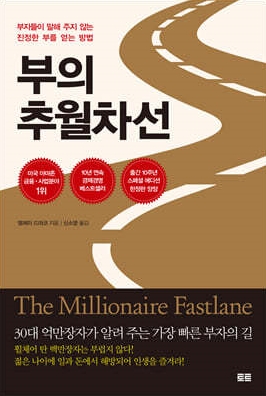 부자들이 말해 주지 않는
진정한 부를 얻는 방법
부의
추월차선
미국 아마존
금융·사업분야
1위
10년 연속
경제경영
베스트셀러
출간 10주년
스페셜 에디션
한정판 양장
엠제이 드마코 지음 / 신소영 옮김
The Millionaire Fastlane
30대 억만장자가 알려 주는 가장 빠른 부자의 길
휠체어 탄 백만장자는 부럽지 않다!
젊은 나이에 일과 돈에서 해방되어 인생을 즐겨라!
토트